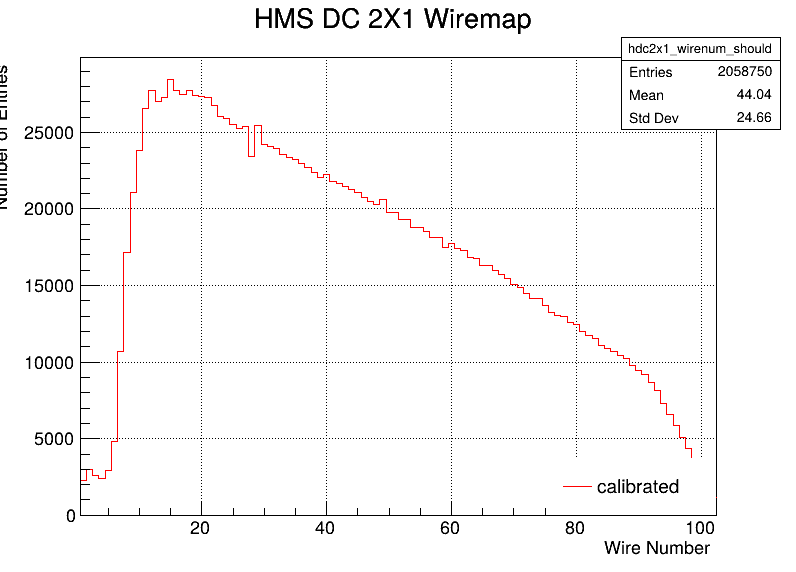 HMS DC 2X1 Wiremap
hdc2x1_wirenum_should
Entries 2058750
Mean 44.04
Std Dev 24.66
Number of Entries
25000
20000
15000
10000
5000
0
20 40 60 80 100
Wire Number
calibrated